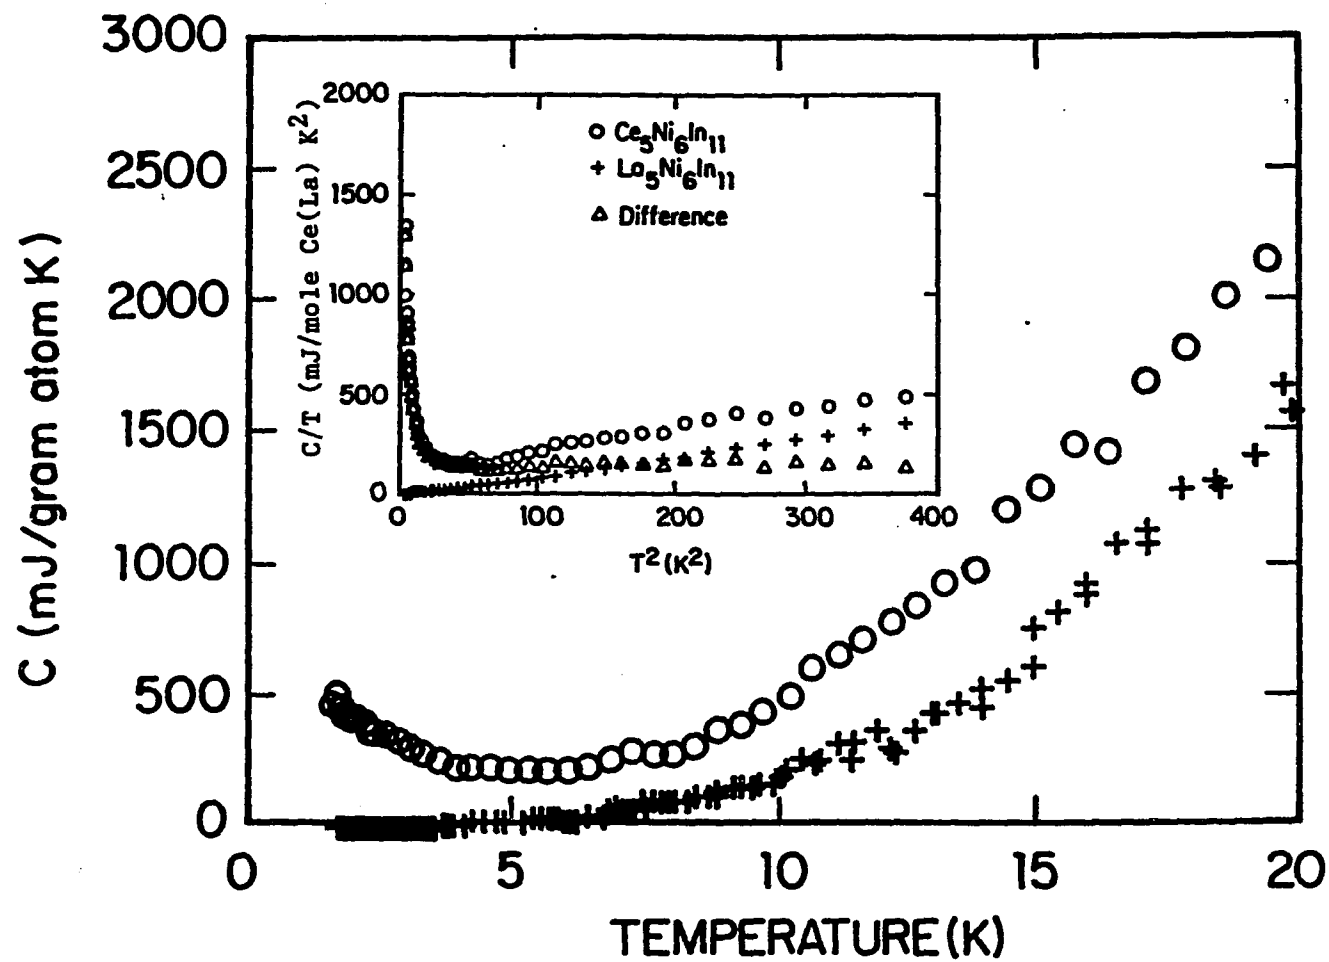 3000
2500
2000
1500
1000
500
0
C (mJ/gram atom K)
0 5 10 15 20
TEMPERATURE(K)
2000
1500
1000
500
0
C/T (mJ/mole Ce(La) K²)
○ Ce₅Ni₆In₁₁
+ La₅Ni₆In₁₁
△ Difference
0 100 200 300 400
T²(K²)